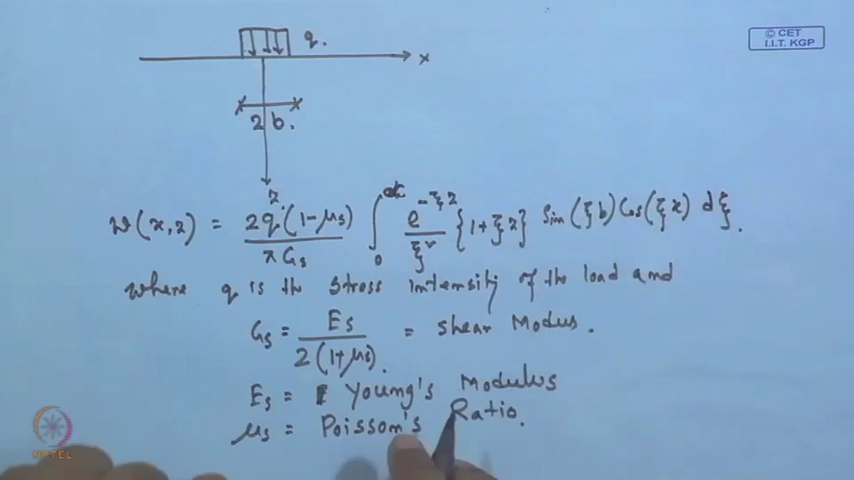 © CET
I.I.T. KGP
q.
x
2b.
z
w(x,z) = 2q(1-μs) / πGs ∫₀^∝ e^-ξz / ξ² {1+ξz} Sin(ξb) Cos(ξx) dξ.
where q is the stress intensity of the load and
Gs = Es / 2(1+μs). = shear Modus.
Es = Young's Modulus
μs = Poisson's Ratio.
NPTEL